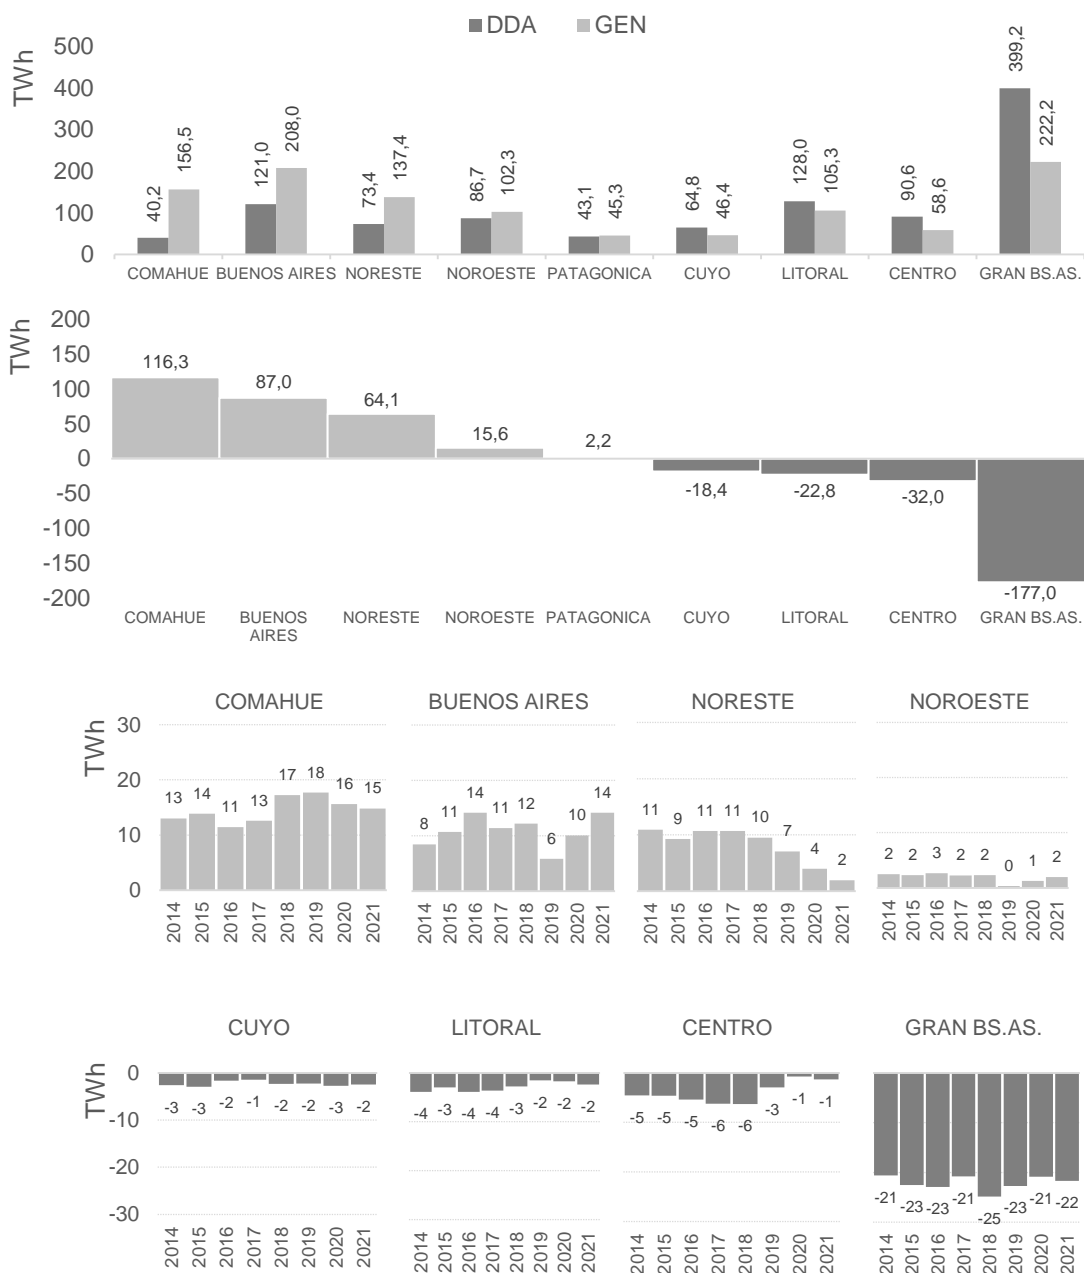 DDA GEN
TWh
500
400
300
200
100
0
40,2 156,5 121,0 208,0 73,4 137,4 86,7 102,3 43,1 45,3 64,8 46,4 128,0 105,3 90,6 58,6 399,2 222,2
COMAHUE BUENOS AIRES NORESTE NOROESTE PATAGONICA CUYO LITORAL CENTRO GRAN BS.AS.
TWh
200
150
100
50
0
-50
-100
-150
-200
116,3 87,0 64,1 15,6 2,2 -18,4 -22,8 -32,0 -177,0
COMAHUE BUENOS AIRES NORESTE NOROESTE PATAGONICA CUYO LITORAL CENTRO GRAN BS.AS.
COMAHUE BUENOS AIRES NORESTE NOROESTE
TWh
30
20
10
0
13 14 11 13 17 18 16 15
8 11 14 11 12 6 10 14
11 9 11 11 10 7 4 2
2 2 3 2 2 0 1 2
2014 2015 2016 2017 2018 2019 2020 2021
2014 2015 2016 2017 2018 2019 2020 2021
2014 2015 2016 2017 2018 2019 2020 2021
2014 2015 2016 2017 2018 2019 2020 2021
CUYO LITORAL CENTRO GRAN BS.AS.
TWh
0
-10
-20
-30
-3 -3 -2 -1 -2 -2 -3 -2
-4 -3 -4 -4 -3 -2 -2 -2
-5 -5 -5 -6 -6 -3 -1 -1
-21 -23 -23 -21 -25 -23 -21 -22
2014 2015 2016 2017 2018 2019 2020 2021
2014 2015 2016 2017 2018 2019 2020 2021
2014 2015 2016 2017 2018 2019 2020 2021
2014 2015 2016 2017 2018 2019 2020 2021